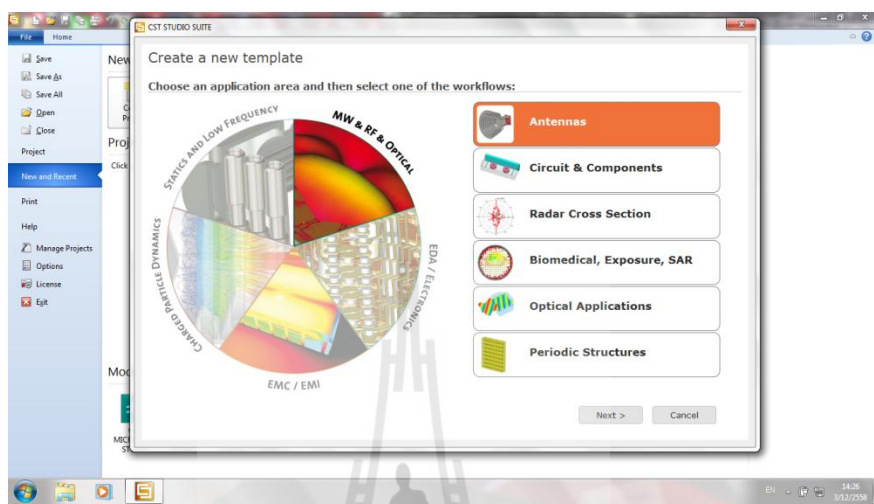 CST STUDIO SUITE
File Home
Save
Save As
Save All
Open
Close
Project
New and Recent
Print
Help
Manage Projects
Options
License
Exit
New
Proj
Click
Create a new template
Choose an application area and then select one of the workflows:
STATICS AND LOW FREQUENCY
MW & RF & OPTICAL
EDA / ELECTRONICS
EMC / EMI
CHARGED PARTICLE DYNAMICS
Antennas
Circuit & Components
Radar Cross Section
Biomedical, Exposure, SAR
Optical Applications
Periodic Structures
Next > Cancel
EN
14:26
3/12/2558